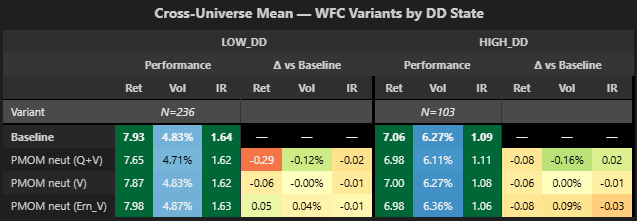 Cross-Universe Mean — WFC Variants by DD State
LOW_DD HIGH_DD
Performance Δ vs Baseline Performance Δ vs Baseline
Ret Vol IR Ret Vol IR Ret Vol IR Ret Vol IR
Variant N=236 N=103
Baseline 7.93 4.83% 1.64 — — — 7.06 6.27% 1.09 — — —
PMOM neut (Q+V) 7.65 4.71% 1.62 -0.29 -0.12% -0.02 6.98 6.11% 1.11 -0.08 -0.16% 0.02
PMOM neut (V) 7.87 4.83% 1.62 -0.06 -0.00% -0.01 7.00 6.27% 1.08 -0.06 0.00% -0.01
PMOM neut (Ern_V) 7.98 4.87% 1.63 0.05 0.04% -0.01 6.98 6.36% 1.06 -0.08 0.09% -0.03